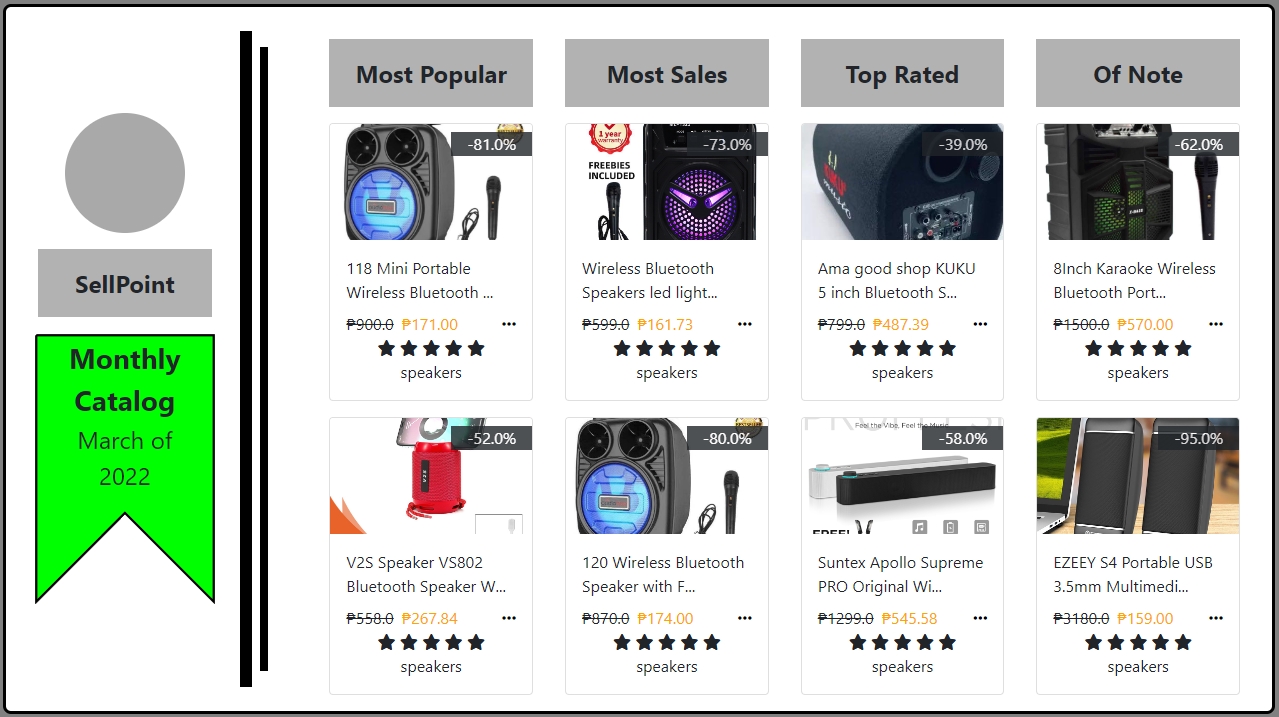 SellPoint
Monthly
Catalog
March of
2022
Most Popular
-81.0%
118 Mini Portable
Wireless Bluetooth ...
₱900.0 ₱171.00
speakers
-52.0%
V2S
V2S Speaker VS802
Bluetooth Speaker W...
₱558.0 ₱267.84
speakers
Most Sales
1 year
warranty
FREEBIES
INCLUDED
-73.0%
Wireless Bluetooth
Speakers led light...
₱599.0 ₱161.73
speakers
-80.0%
120 Wireless Bluetooth
Speaker with F...
₱870.0 ₱174.00
speakers
Top Rated
-39.0%
Ama good shop KUKU
5 inch Bluetooth S...
₱799.0 ₱487.39
speakers
Feel the Vibe, Feel the Music
-58.0%
Suntex Apollo Supreme
PRO Original Wi...
₱1299.0 ₱545.58
speakers
Of Note
-62.0%
8Inch Karaoke Wireless
Bluetooth Port...
₱1500.0 ₱570.00
speakers
-95.0%
EZEEY S4 Portable USB
3.5mm Multimedi...
₱3180.0 ₱159.00
speakers